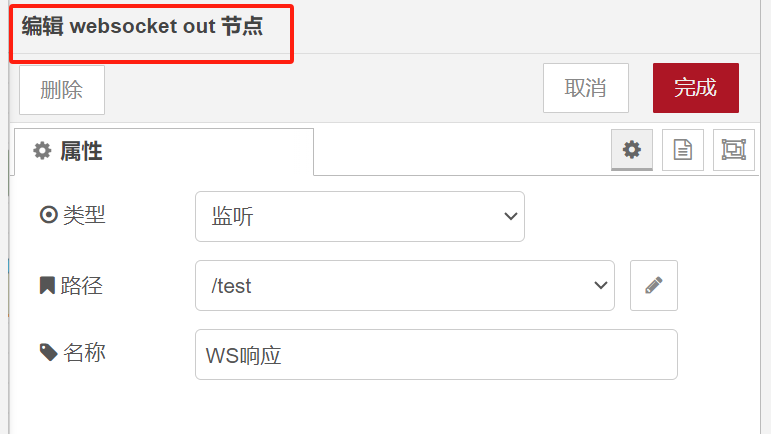 编辑 websocket out 节点
删除 取消 完成
属性
类型 监听
路径 /test
名称 WS响应